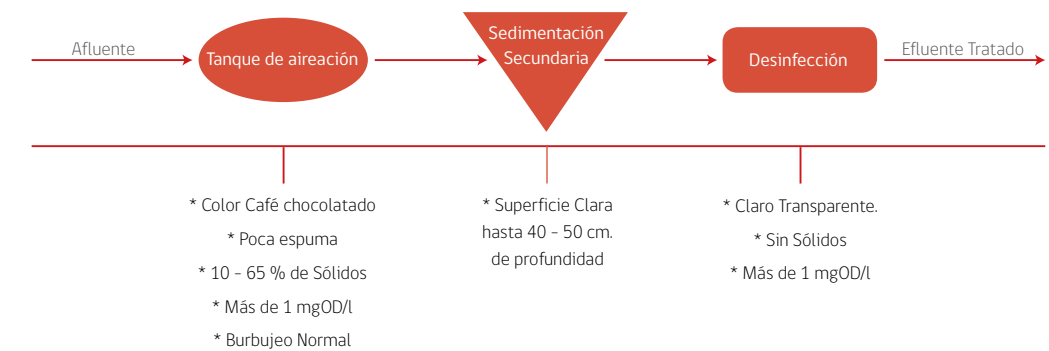 Afluente
Tanque de aireación
Sedimentación
Secundaria
Desinfección
Efluente Tratado
* Color Café chocolatado
* Poca espuma
* 10 – 65 % de Sólidos
* Más de 1 mgOD/l
* Burbujeo Normal
* Superficie Clara
hasta 40 – 50 cm.
de profundidad
* Claro Transparente.
* Sin Sólidos
* Más de 1 mgOD/l